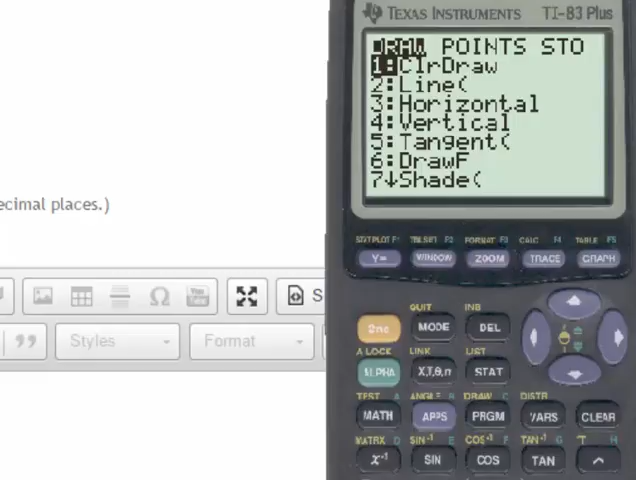 TEXAS INSTRUMENTS TI-83 Plus
DRAW POINTS STO
1:ClrDraw
2:Line(
3:Horizontal
4:Vertical
5:Tangent(
6:DrawF
7↓Shade(
ecimal places.)
STAT PLOT F1 TBLSET F2 FORMAT F3 CALC F4 TABLE F5
Y= WINDOW ZOOM TRACE GRAPH
Ω You Tube S
QUIT INS
2nd MODE DEL
Styles Format
A-LOCK LINK LIST
ALPHA X,T,θ,n STAT
TEST A ANGLE B DRAW C DISTR
MATH APPS PRGM VARS CLEAR
MATRX D SIN⁻¹ E COS⁻¹ F TAN⁻¹ G π H
x⁻¹ SIN COS TAN ^